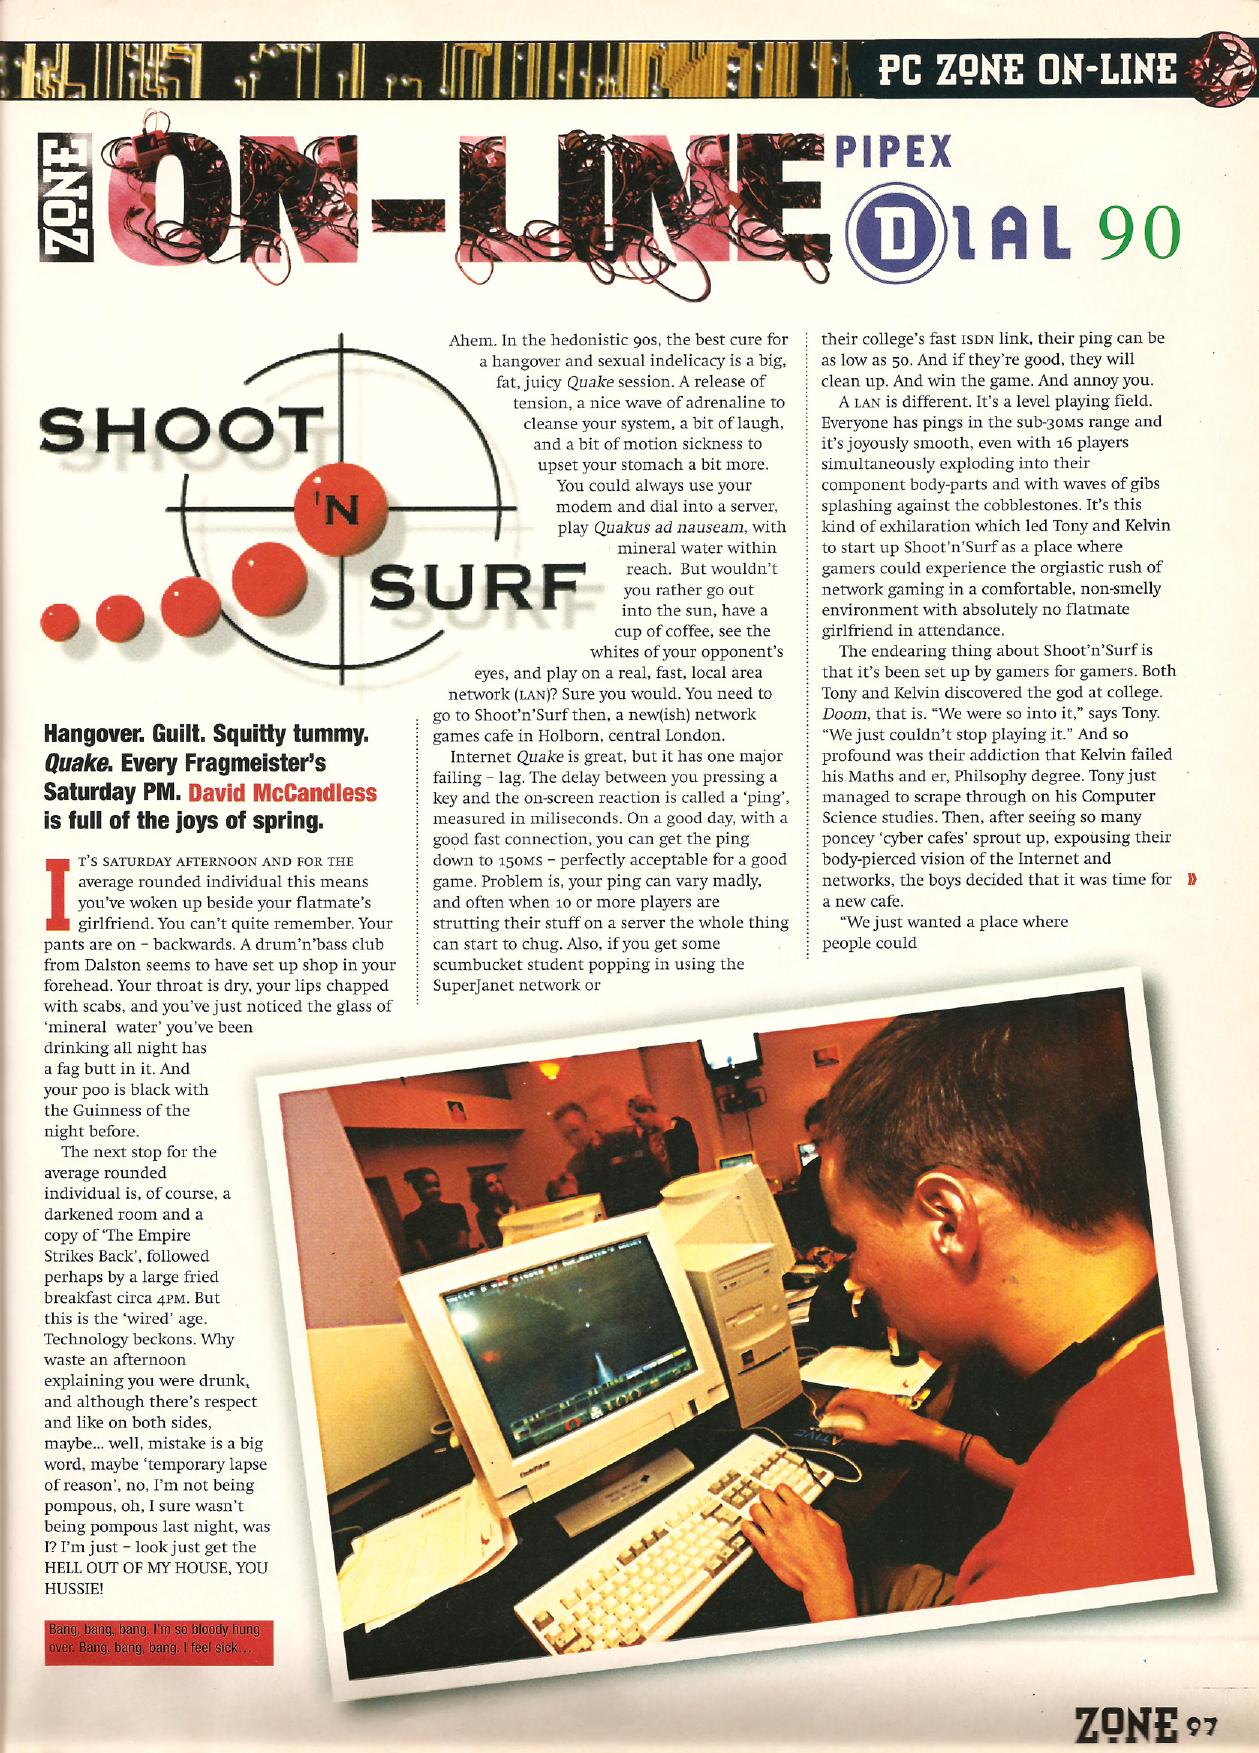 PC ZONE ON-LINE
ZONE
ON-LINE
PIPEX
DIAL 90
SHOOT
'N
SURF
Hangover. Guilt. Squitty tummy.
Quake. Every Fragmeister's
Saturday PM. David McCandless
is full of the joys of spring.
IT'S SATURDAY AFTERNOON AND FOR THE
average rounded individual this means
you've woken up beside your flatmate's
girlfriend. You can't quite remember. Your
pants are on – backwards. A drum'n'bass club
from Dalston seems to have set up shop in your
forehead. Your throat is dry, your lips chapped
with scabs, and you've just noticed the glass of
'mineral water' you've been
drinking all night has
a fag butt in it. And
your poo is black with
the Guinness of the
night before.
The next stop for the
average rounded
individual is, of course, a
darkened room and a
copy of 'The Empire
Strikes Back', followed
perhaps by a large fried
breakfast circa 4PM. But
this is the 'wired' age.
Technology beckons. Why
waste an afternoon
explaining you were drunk,
and although there's respect
and like on both sides,
maybe... well, mistake is a big
word, maybe 'temporary lapse
of reason', no, I'm not being
pompous, oh, I sure wasn't
being pompous last night, was
I? I'm just – look just get the
HELL OUT OF MY HOUSE, YOU
HUSSIE!
Bang, bang, bang. I'm so bloody hung
over. Bang, bang, bang. I feel sick...
Ahem. In the hedonistic 90s, the best cure for
a hangover and sexual indelicacy is a big,
fat, juicy Quake session. A release of
tension, a nice wave of adrenaline to
cleanse your system, a bit of laugh,
and a bit of motion sickness to
upset your stomach a bit more.
You could always use your
modem and dial into a server,
play Quakus ad nauseam, with
mineral water within
reach. But wouldn't
you rather go out
into the sun, have a
cup of coffee, see the
whites of your opponent's
eyes, and play on a real, fast, local area
network (LAN)? Sure you would. You need to
go to Shoot'n'Surf then, a new(ish) network
games cafe in Holborn, central London.
Internet Quake is great, but it has one major
failing – lag. The delay between you pressing a
key and the on-screen reaction is called a 'ping',
measured in miliseconds. On a good day, with a
good fast connection, you can get the ping
down to 150MS – perfectly acceptable for a good
game. Problem is, your ping can vary madly,
and often when 10 or more players are
strutting their stuff on a server the whole thing
can start to chug. Also, if you get some
scumbucket student popping in using the
SuperJanet network or
their college's fast ISDN link, their ping can be
as low as 50. And if they're good, they will
clean up. And win the game. And annoy you.
A LAN is different. It's a level playing field.
Everyone has pings in the sub-30MS range and
it's joyously smooth, even with 16 players
simultaneously exploding into their
component body-parts and with waves of gibs
splashing against the cobblestones. It's this
kind of exhilaration which led Tony and Kelvin
to start up Shoot'n'Surf as a place where
gamers could experience the orgiastic rush of
network gaming in a comfortable, non-smelly
environment with absolutely no flatmate
girlfriend in attendance.
The endearing thing about Shoot'n'Surf is
that it's been set up by gamers for gamers. Both
Tony and Kelvin discovered the god at college.
Doom, that is. "We were so into it," says Tony.
"We just couldn't stop playing it." And so
profound was their addiction that Kelvin failed
his Maths and er, Philsophy degree. Tony just
managed to scrape through on his Computer
Science studies. Then, after seeing so many
poncey 'cyber cafes' sprout up, expousing their
body-pierced vision of the Internet and
networks, the boys decided that it was time for »
a new cafe.
"We just wanted a place where
people could
ZONE 97